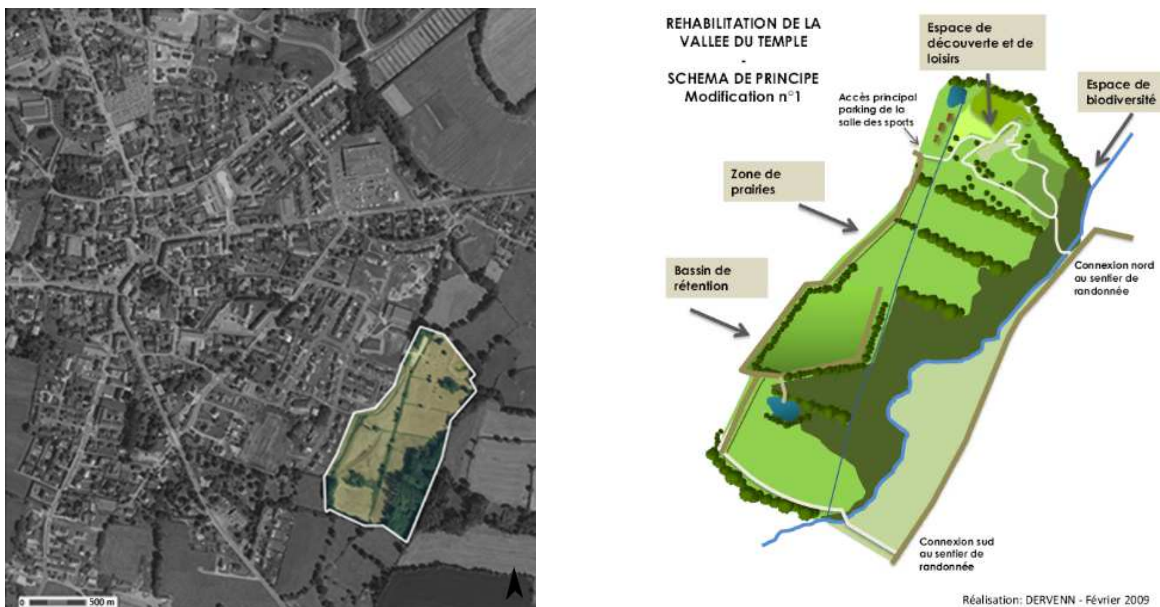 0
500 m
REHABILITATION DE LA
VALLEE DU TEMPLE
-
SCHEMA DE PRINCIPE
Modification n°1
Espace de
découverte et de
loisirs
Espace de
biodiversité
Accès principal
parking de la
salle des sports
Zone de
prairies
Bassin de
rétention
Connexion nord
au sentier de
randonnée
Connexion sud
au sentier de
randonnée
Réalisation: DERVENN - Février 2009